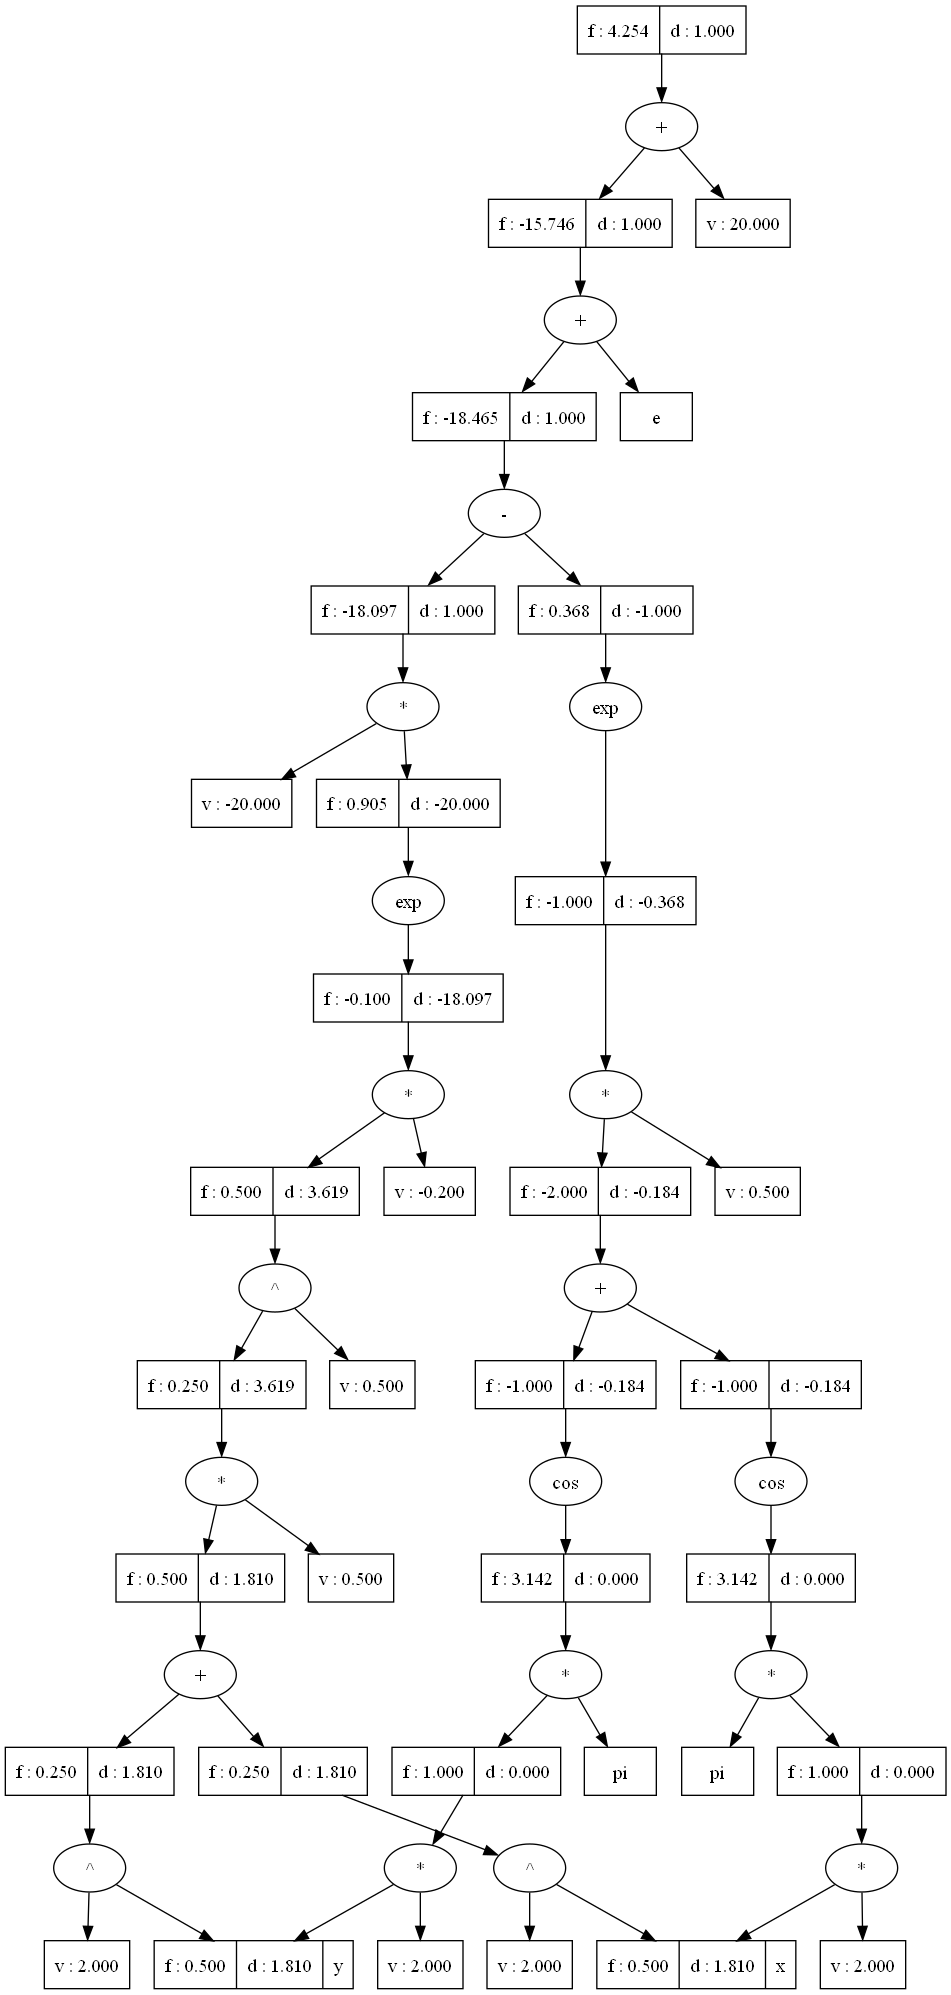 f : 4.254 d : 1.000
+
f : -15.746 d : 1.000 v : 20.000
+
f : -18.465 d : 1.000 e
-
f : -18.097 d : 1.000 f : 0.368 d : -1.000
* exp
v : -20.000 f : 0.905 d : -20.000
exp f : -1.000 d : -0.368
f : -0.100 d : -18.097
* *
f : 0.500 d : 3.619 v : -0.200 f : -2.000 d : -0.184 v : 0.500
^ +
f : 0.250 d : 3.619 v : 0.500 f : -1.000 d : -0.184 f : -1.000 d : -0.184
* cos cos
f : 0.500 d : 1.810 v : 0.500 f : 3.142 d : 0.000 f : 3.142 d : 0.000
+ * *
f : 0.250 d : 1.810 f : 0.250 d : 1.810 f : 1.000 d : 0.000 pi pi f : 1.000 d : 0.000
^ * ^ *
v : 2.000 f : 0.500 d : 1.810 y v : 2.000 v : 2.000 f : 0.500 d : 1.810 x v : 2.000